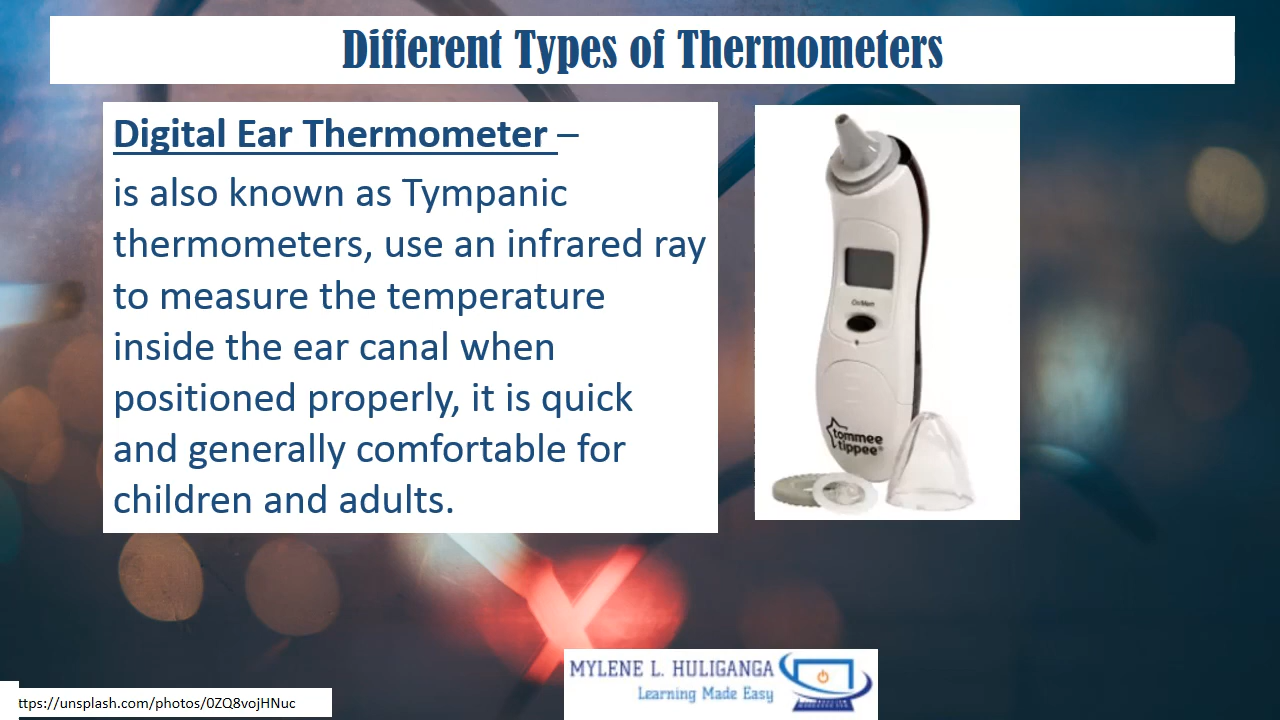 Different Types of Thermometers
Digital Ear Thermometer –
is also known as Tympanic
thermometers, use an infrared ray
to measure the temperature
inside the ear canal when
positioned properly, it is quick
and generally comfortable for
children and adults.
On/Mem
tommee
tippee®
MYLENE L. HULIGANGA
Learning Made Easy
ttps://unsplash.com/photos/0ZQ8vojHNuc